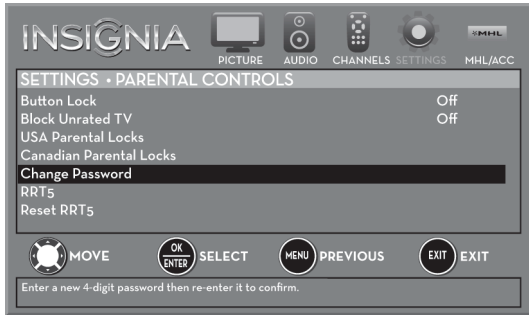 INSIGNIA
PICTURE AUDIO CHANNELS SETTINGS MHL/ACC
MHL
SETTINGS • PARENTAL CONTROLS
Button Lock Off
Block Unrated TV Off
USA Parental Locks
Canadian Parental Locks
Change Password
RRT5
Reset RRT5
MOVE OK ENTER SELECT MENU PREVIOUS EXIT EXIT
Enter a new 4-digit password then re-enter it to confirm.